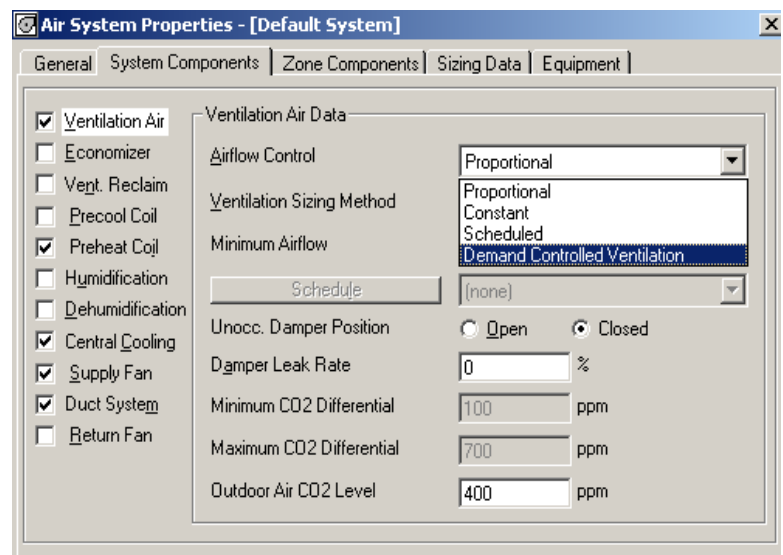 Air System Properties - [Default System]
General System Components Zone Components Sizing Data Equipment
Ventilation Air
Economizer
Vent. Reclaim
Precool Coil
Preheat Coil
Humidification
Dehumidification
Central Cooling
Supply Fan
Duct System
Return Fan
Ventilation Air Data
Airflow Control Proportional
Proportional
Constant
Scheduled
Demand Controlled Ventilation
Ventilation Sizing Method
Minimum Airflow
Schedule (none)
Unocc. Damper Position Open Closed
Damper Leak Rate 0 %
Minimum CO2 Differential 100 ppm
Maximum CO2 Differential 700 ppm
Outdoor Air CO2 Level 400 ppm